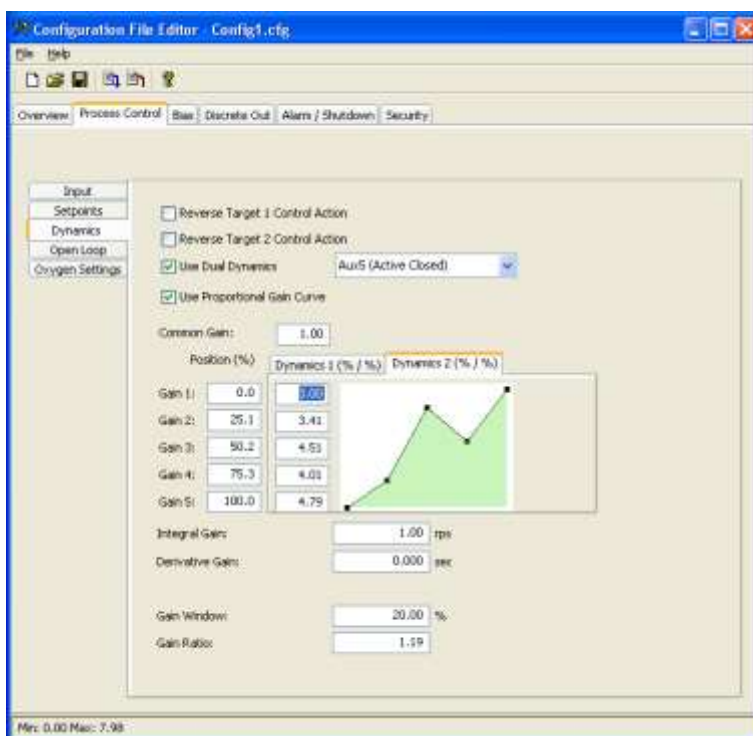 Configuration File Editor - Config1.cfg
File Help
Overview Process Control Bias Discrete Out Alarm / Shutdown Security
Input
Setpoints
Dynamics
Open Loop
Oxygen Settings
Reverse Target 1 Control Action
Reverse Target 2 Control Action
Use Dual Dynamics Aux5 (Active Closed)
Use Proportional Gain Curve
Common Gain: 1.00
Position (%) Dynamics 1 (% / %) Dynamics 2 (% / %)
Gain 1: 0.0 3.00
Gain 2: 25.1 3.41
Gain 3: 50.2 4.51
Gain 4: 75.3 4.01
Gain 5: 100.0 4.79
Integral Gain: 1.00 rps
Derivative Gain: 0.000 sec
Gain Window: 20.00 %
Gain Ratio: 1.19
Min: 0.00 Max: 7.98